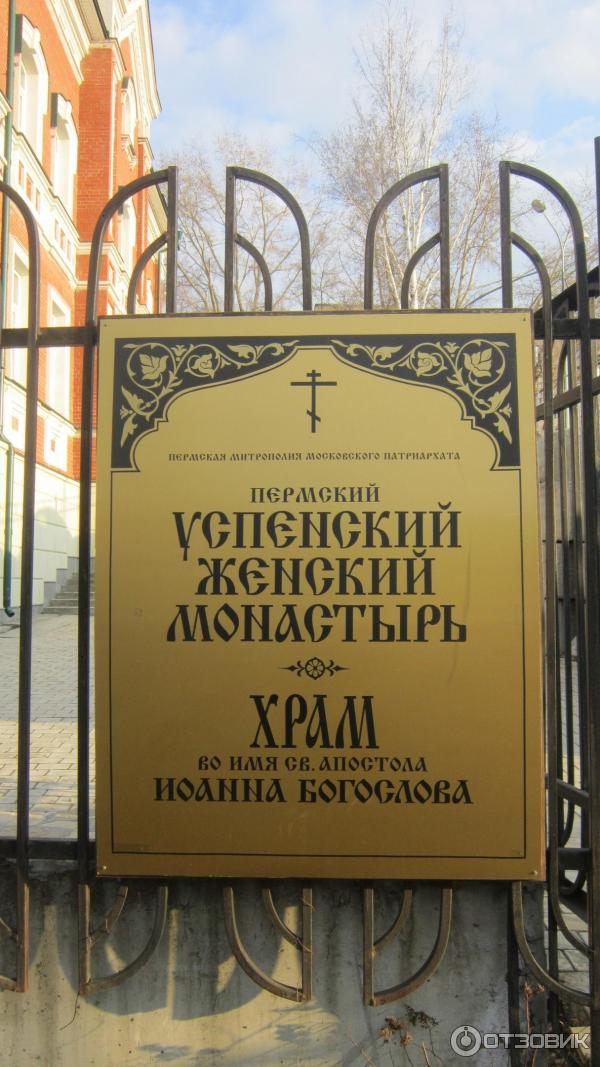 ПЕРМСКАЯ МИТРОПОЛИЯ МОСКОВСКОГО ПАТРИАРХАТА
ПЕРМСКИЙ
УСПЕНСКИЙ
ЖЕНСКИЙ
МОНАСТЫРЬ
ХРАМ
ВО ИМЯ СВ. АПОСТОЛА
ИОАННА БОГОСЛОВА
ОТЗОВИК